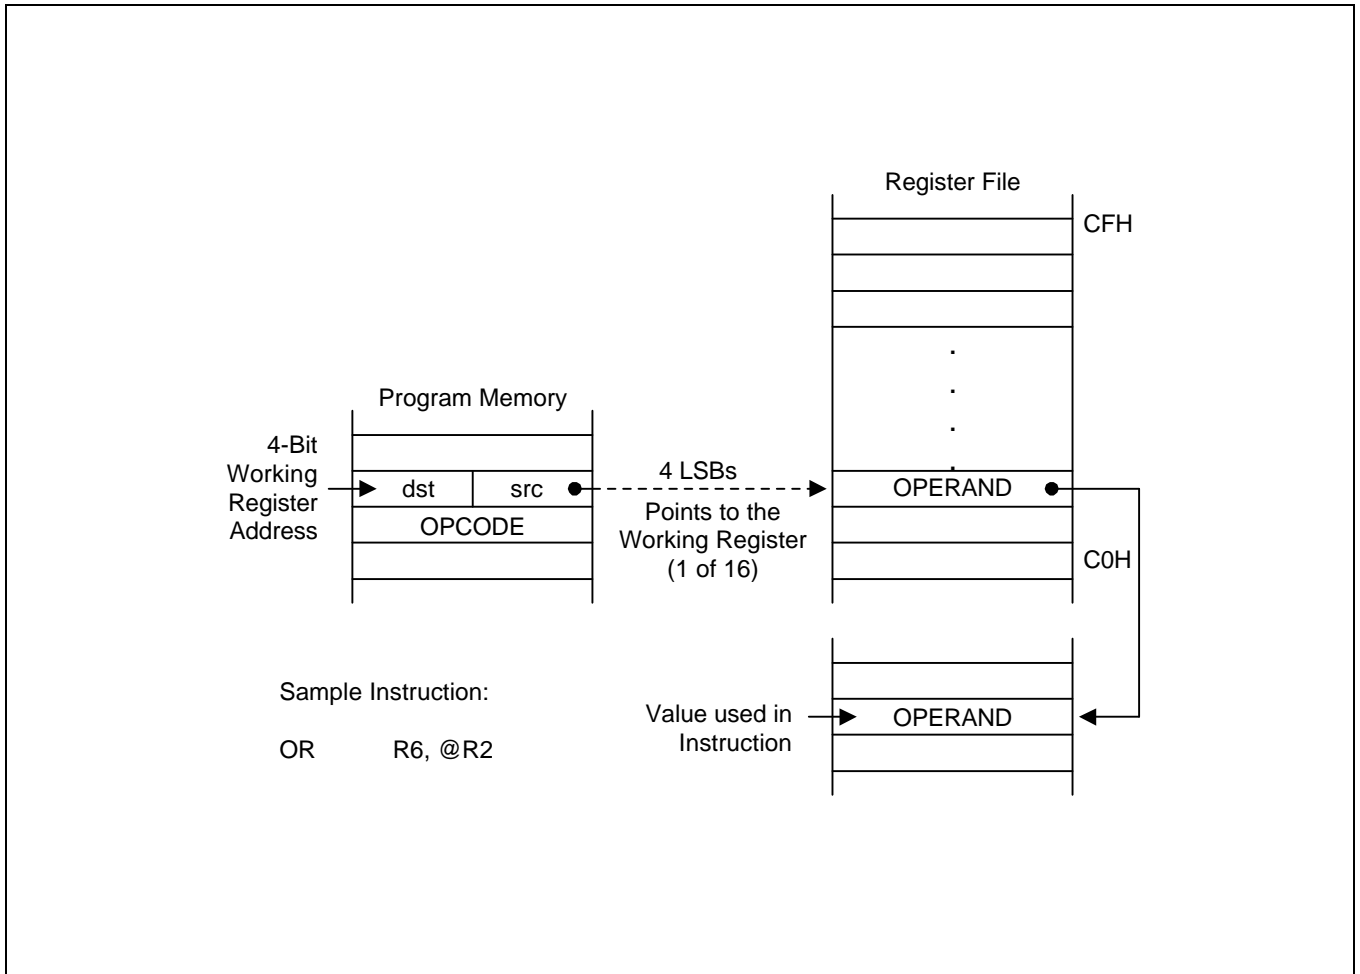 Register File
CFH
.
.
.
.
Program Memory
4-Bit
Working
Register
Address
dst
src
OPCODE
4 LSBs
Points to the
Working Register
(1 of 16)
OPERAND
C0H
Sample Instruction:
OR R6, @R2
Value used in
Instruction
OPERAND